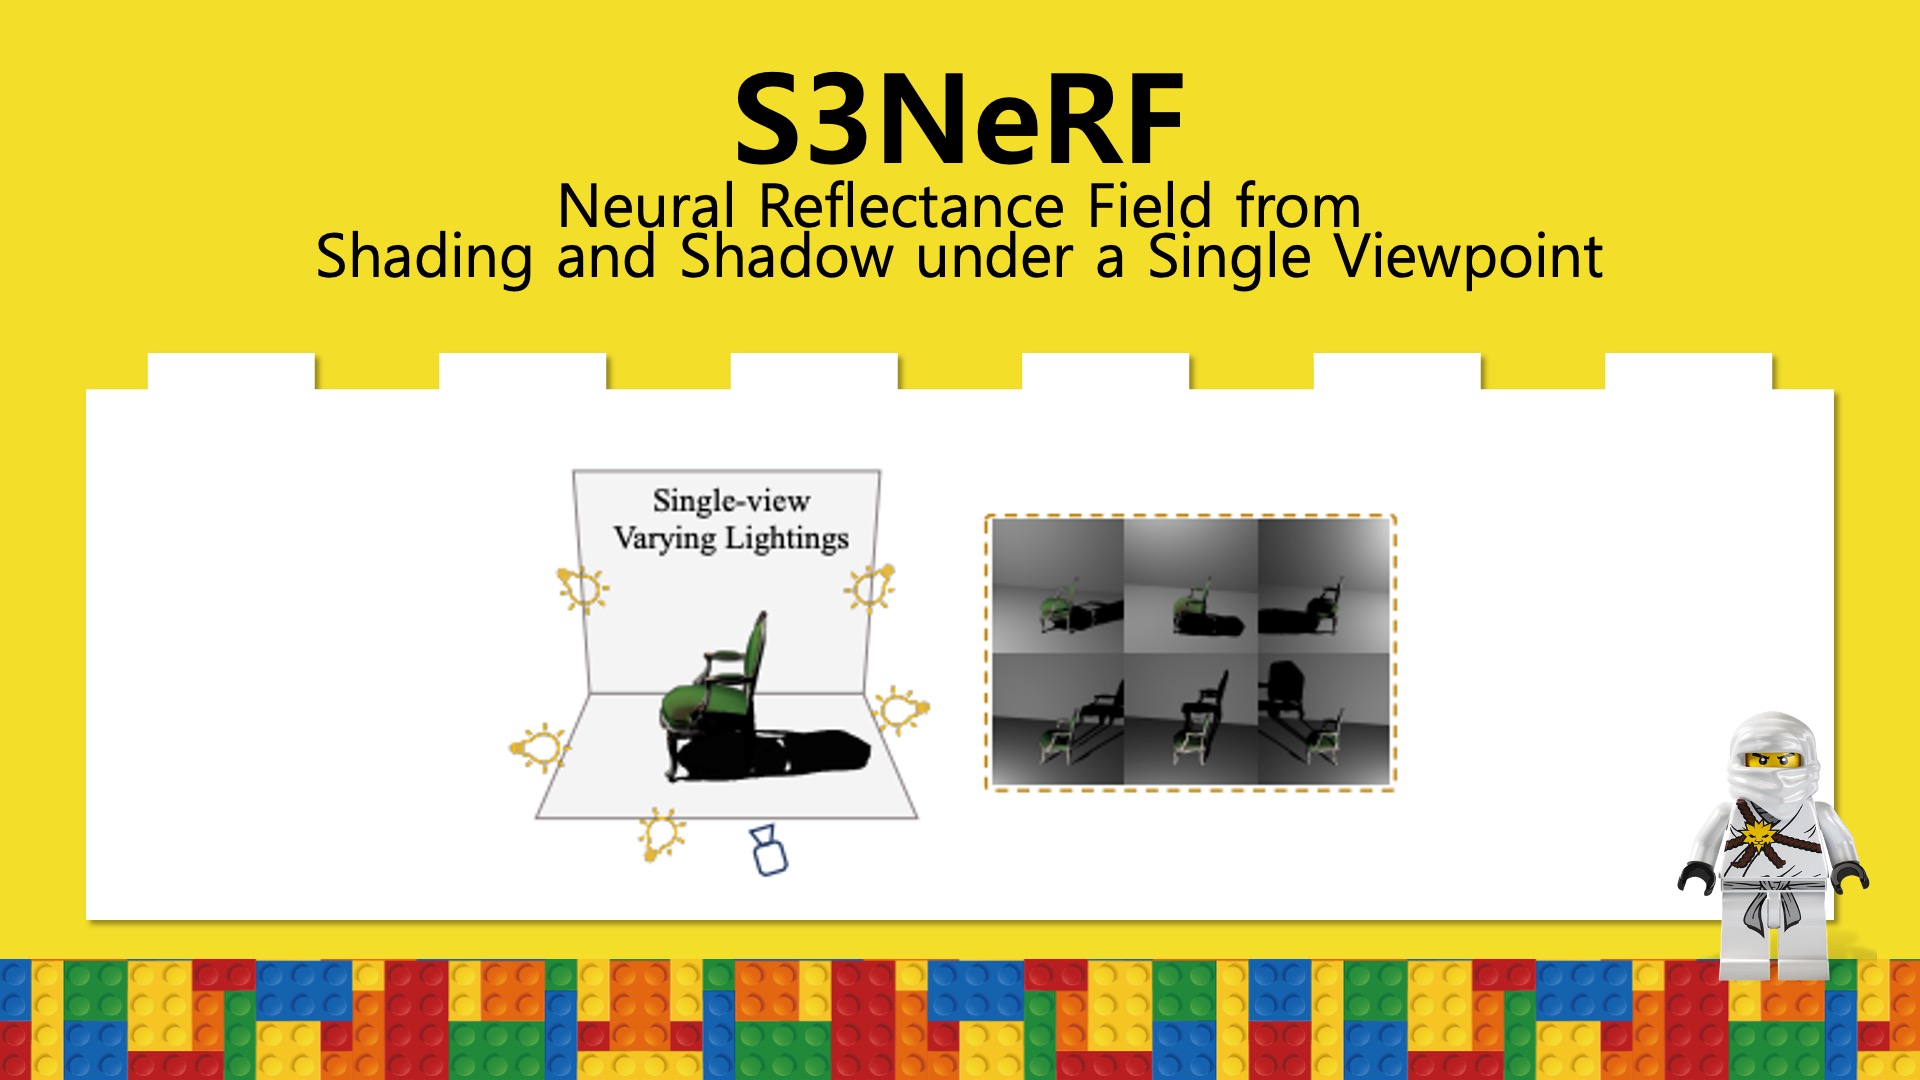 S3NeRF
Neural Reflectance Field from
Shading and Shadow under a Single Viewpoint
Single-view
Varying Lightings